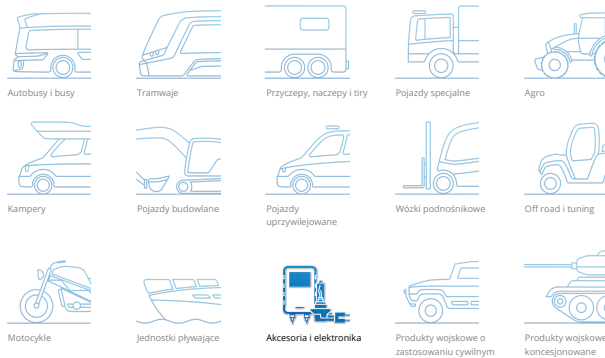 Autobusy i busy
Tramwaje
Przyczepy, naczepy i tiry
Pojazdy specjalne
Agro
Kampery
Pojazdy budowlane
Pojazdy
uprzywilejowane
Wózki podnośnikowe
Off road i tuning
Motocykle
Jednostki pływające
Akcesoria i elektronika
Produkty wojskowe o
zastosowaniu cywilnym
Produkty wojskowe
koncesjonowane